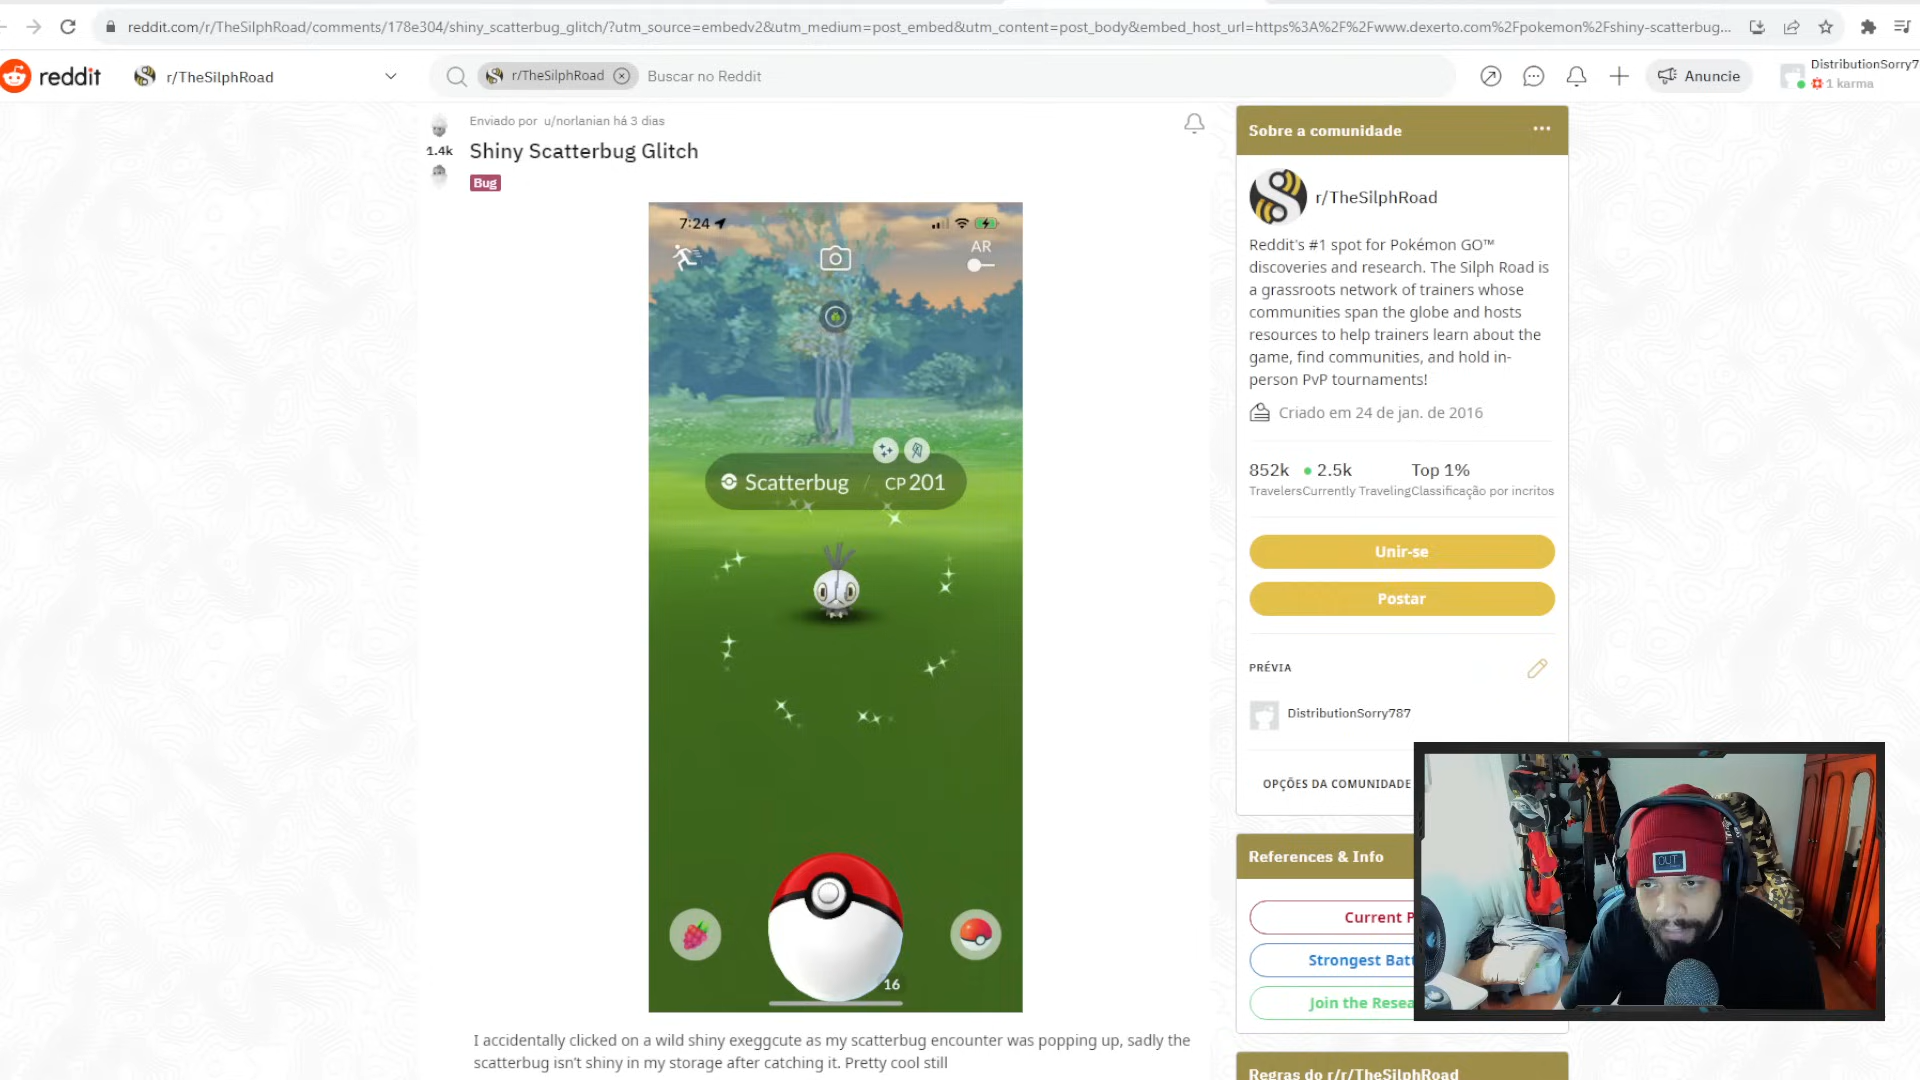 reddit.com/r/TheSilphRoad/comments/178e304/shiny_scatterbug_glitch/?utm_source=embedv2&utm_medium=post_embed&utm_content=post_body&embed_host_url=https%3A%2F%2Fwww.dexerto.com%2Fpokemon%2Fshiny-scatterbug...
reddit
r/TheSilphRoad
r/TheSilphRoad
Buscar no Reddit
Anuncie
DistributionSorry7
1 karma
Enviado por u/norlanian há 3 dias
1.4k
Shiny Scatterbug Glitch
Bug
7:24
AR
Scatterbug / CP 201
16
I accidentally clicked on a wild shiny exeggcute as my scatterbug encounter was popping up, sadly the
scatterbug isn't shiny in my storage after catching it. Pretty cool still
Sobre a comunidade
r/TheSilphRoad
Reddit's #1 spot for Pokémon GO™
discoveries and research. The Silph Road is
a grassroots network of trainers whose
communities span the globe and hosts
resources to help trainers learn about the
game, find communities, and hold in-
person PvP tournaments!
Criado em 24 de jan. de 2016
852k 2.5k Top 1%
TravelersCurrently TravelingClassificação por incritos
Unir-se
Postar
PRÉVIA
DistributionSorry787
OPÇÕES DA COMUNIDADE
References & Info
Current P
Strongest Batt
Join the Resea
Regras do r/r/TheSilphRoad
OUT